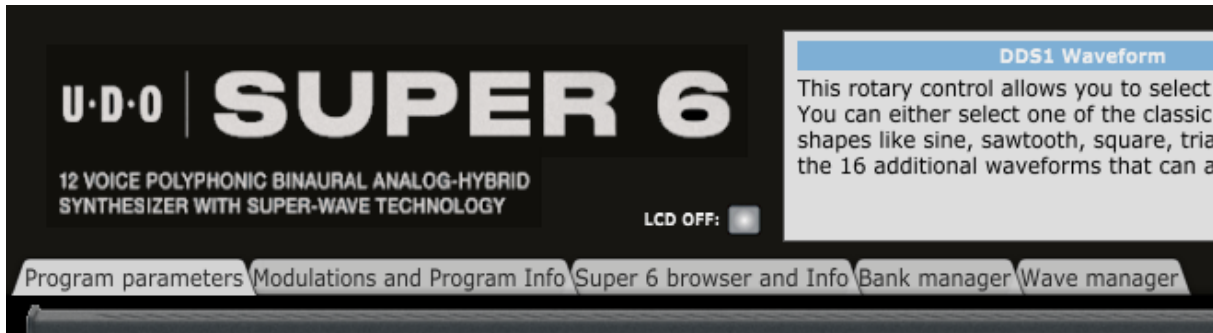 U·D·O | SUPER 6
12 VOICE POLYPHONIC BINAURAL ANALOG-HYBRID
SYNTHESIZER WITH SUPER-WAVE TECHNOLOGY
LCD OFF:
DDS1 Waveform
This rotary control allows you to select
You can either select one of the classic
shapes like sine, sawtooth, square, tria
the 16 additional waveforms that can a
Program parameters Modulations and Program Info Super 6 browser and Info Bank manager Wave manager